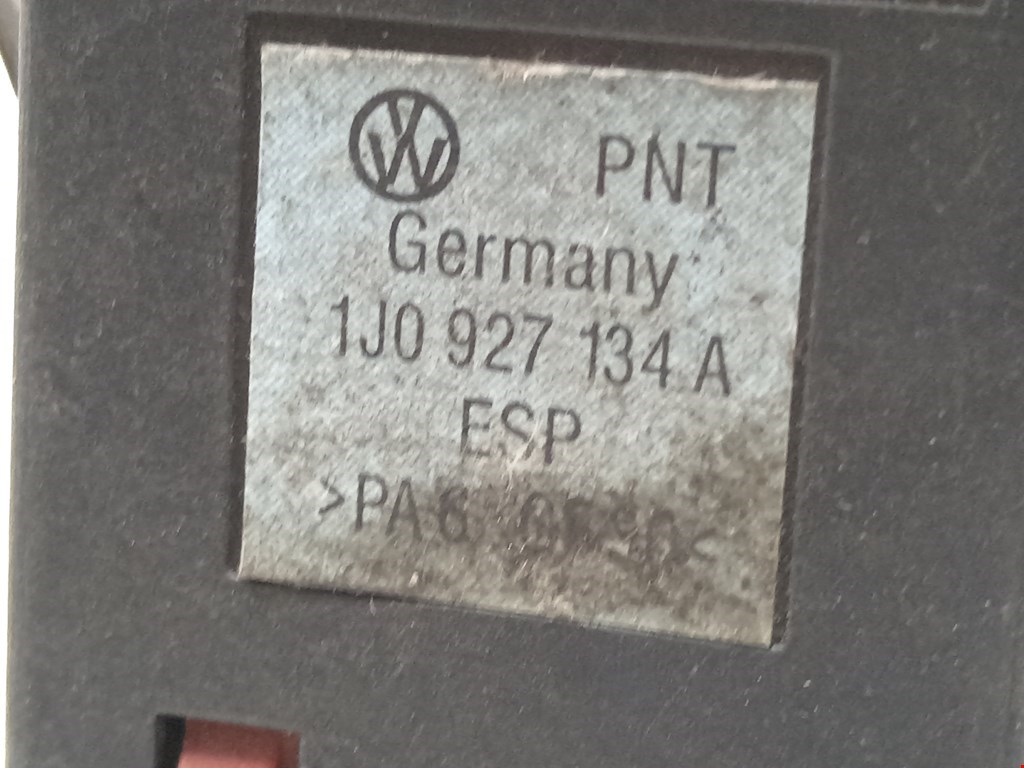 PNT
Germany
1J0 927 134 A
ESP
>PA6